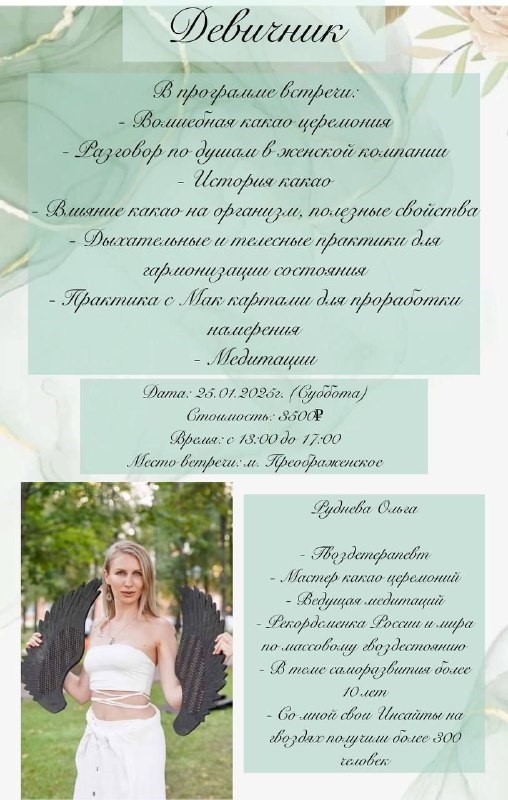 Девичник
В программе встречи:
- Волшебная какао церемония
- Разговор по душам в женской компании
- История какао
- Влияние какао на организм, полезные свойства
- Дыхательные и телесные практики для
гармонизации состояния
- Практика с Мак картами для проработки
намерения
- Медитации
Дата: 25.01.2025г. (Суббота)
Стоимость: 3500₽
Время: с 13:00 до 17:00
Место встречи: м. Преображенское
Руднева Ольга
- Гвоздетерапевт
- Мастер какао церемоний
- Ведущая медитаций
- Рекордсменка России и мира
по массовому гвоздестоянию
- В теме саморазвития более
10 лет
- Со мной свои Инсайты на
гвоздях получили более 300
человек